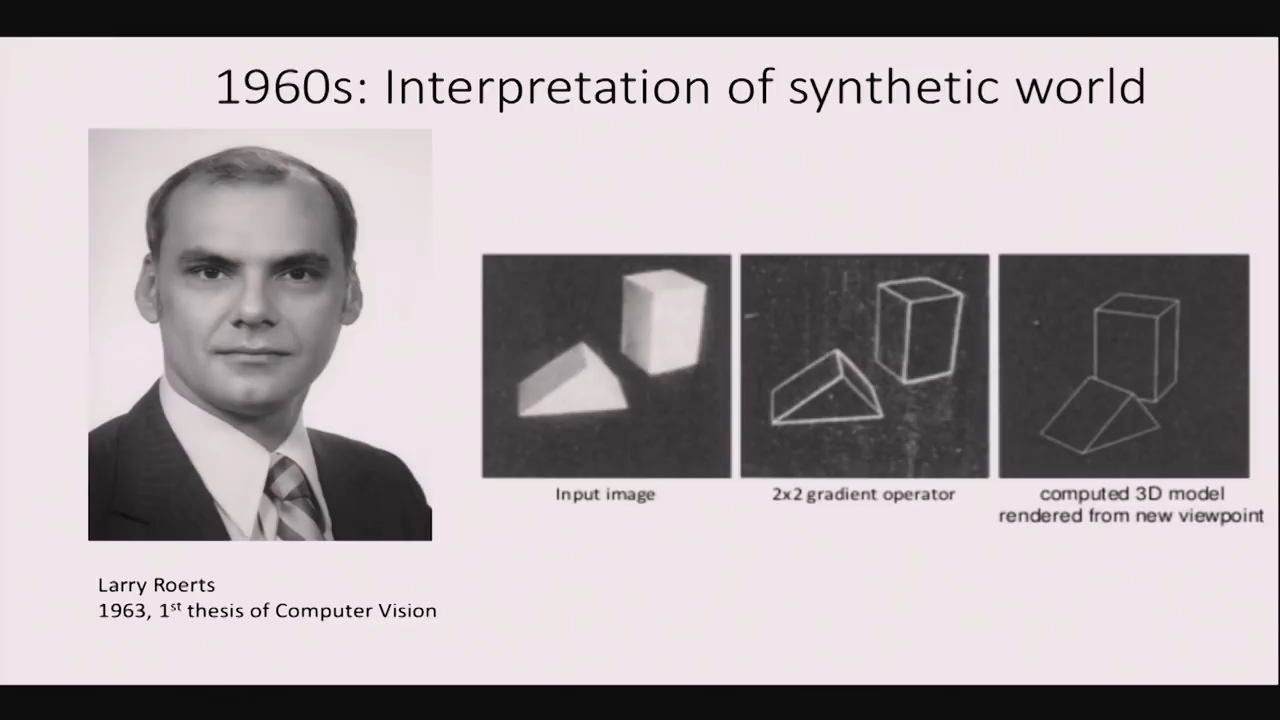 1960s: Interpretation of synthetic world
Input image
2x2 gradient operator
computed 3D model
rendered from new viewpoint
Larry Roerts
1963, 1st thesis of Computer Vision